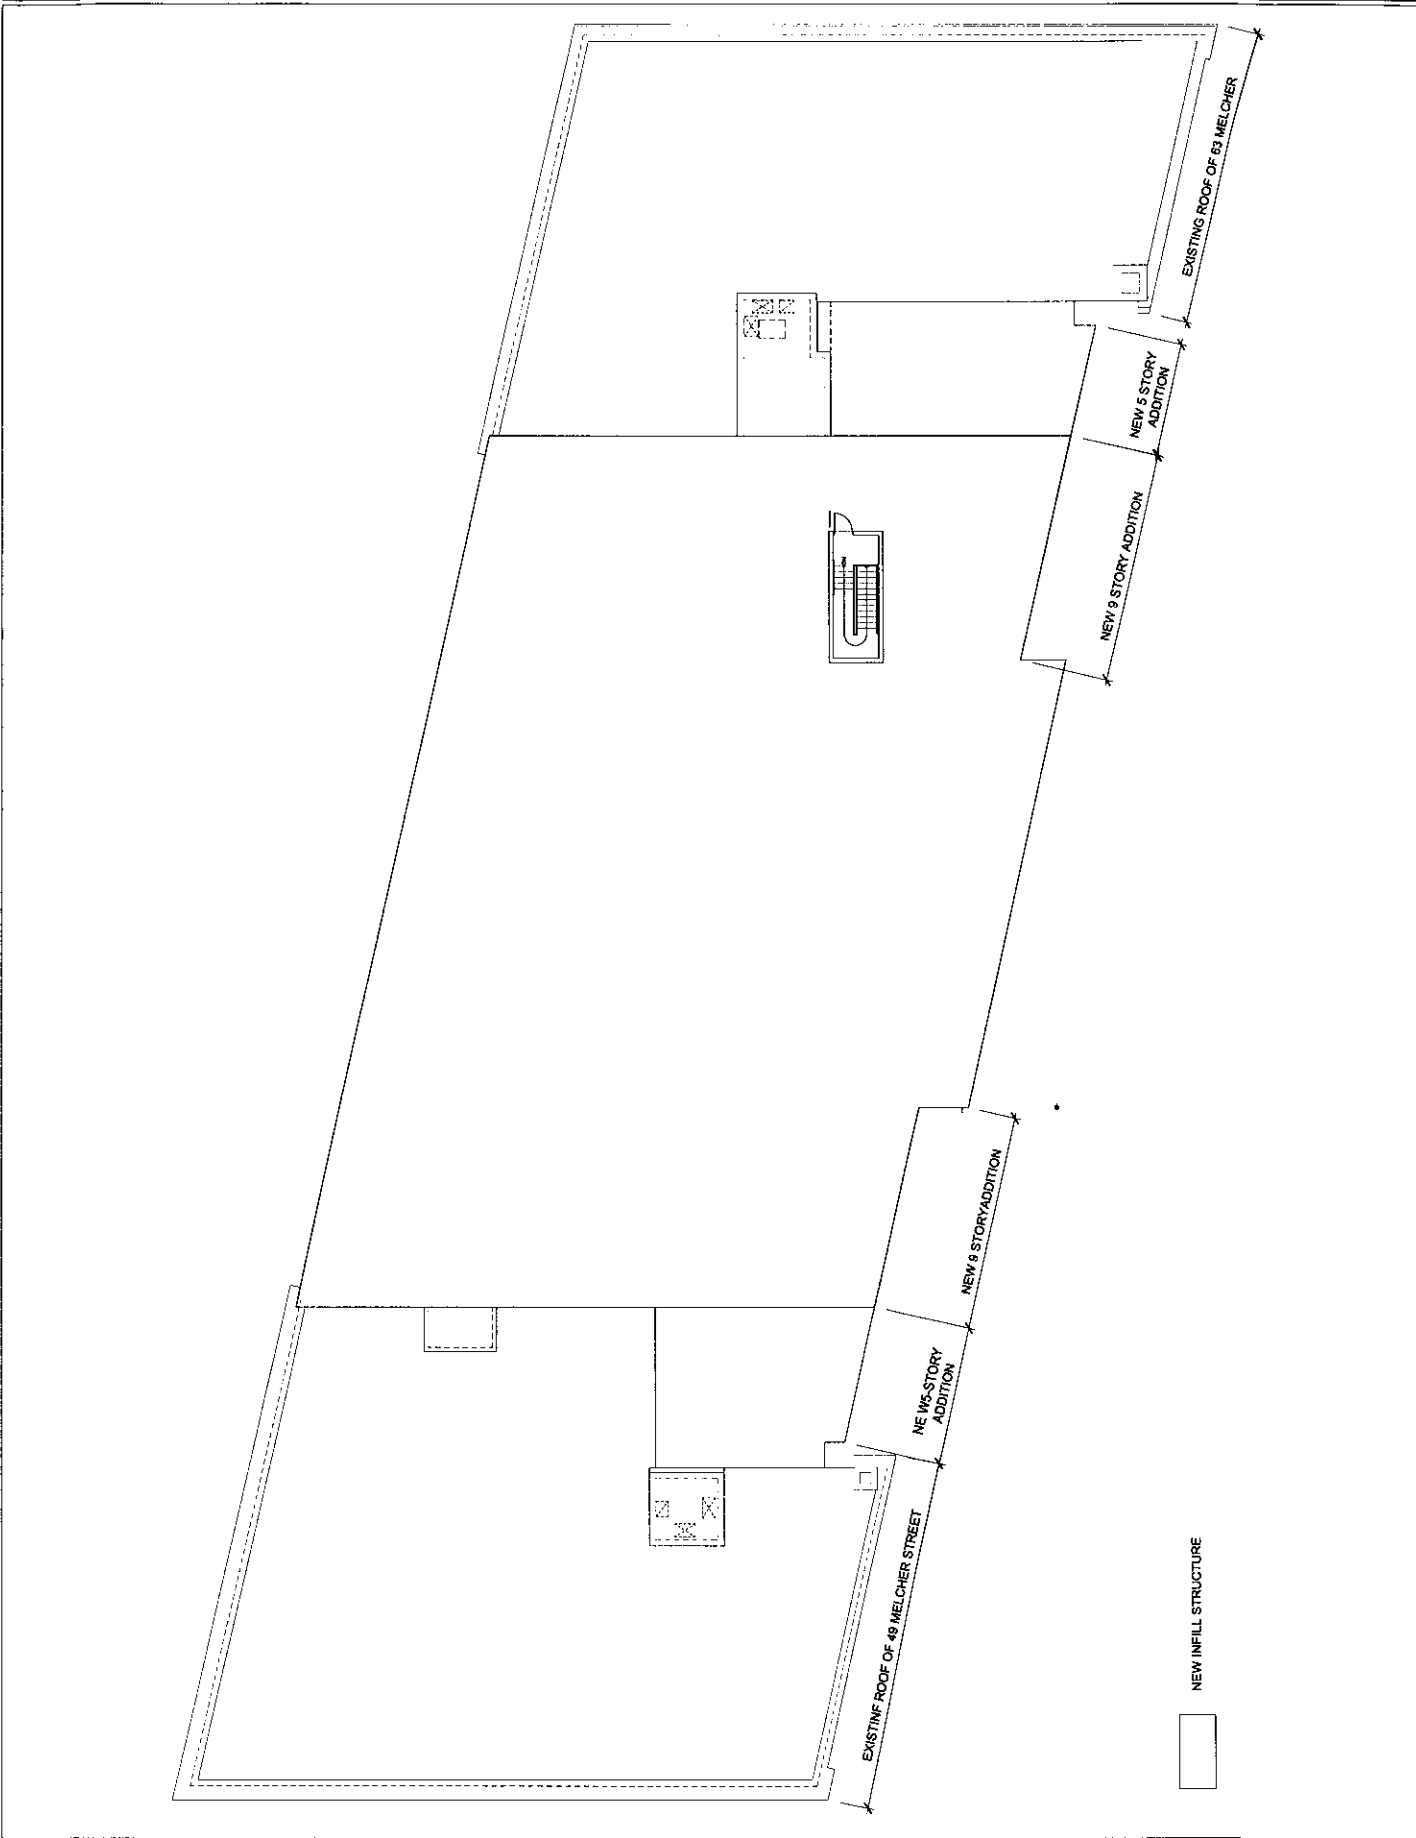 EXISTING ROOF OF 63 MELCHER
NEW 5 STORY
ADDITION
NEW 9 STORY ADDITION
NEW 9 STORYADDITION
NE W5-STORY
ADDITION
EXISTINF ROOF OF 49 MELCHER STREET
NEW INFILL STRUCTURE